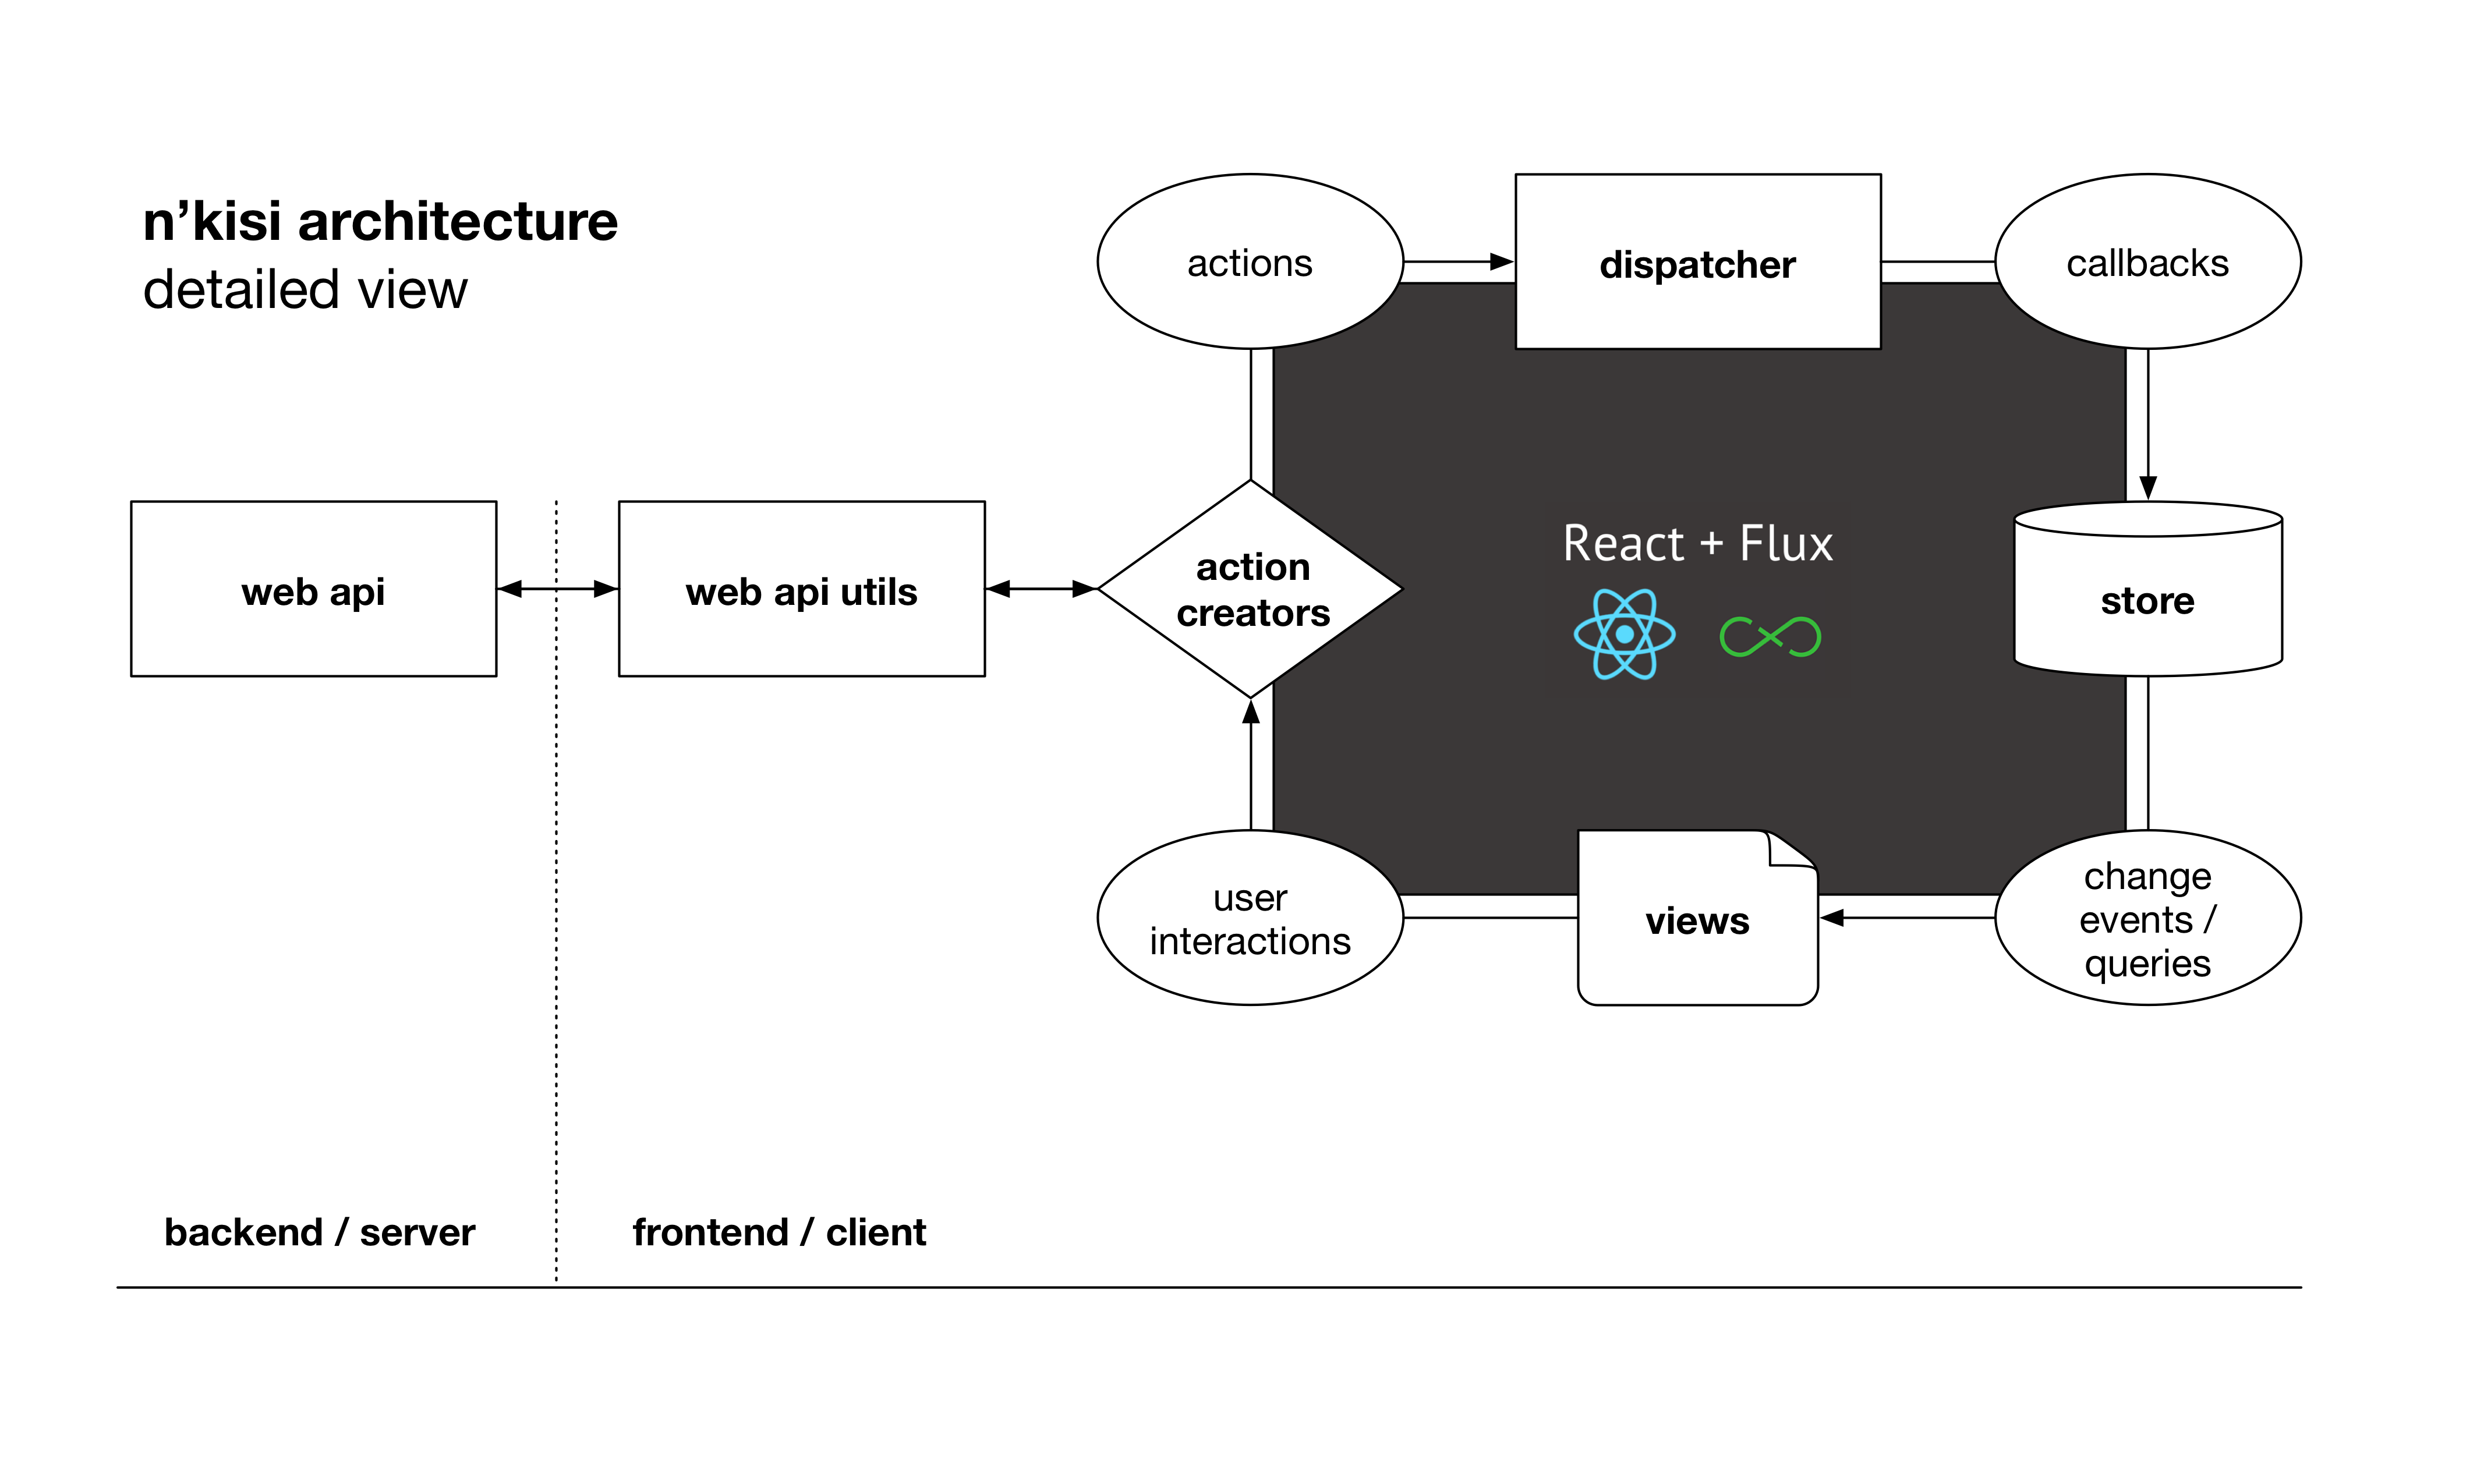 n’kisi architecture
detailed view
actions
dispatcher
callbacks
web api
web api utils
action
creators
React + Flux
store
user
interactions
views
change
events /
queries
backend / server
frontend / client